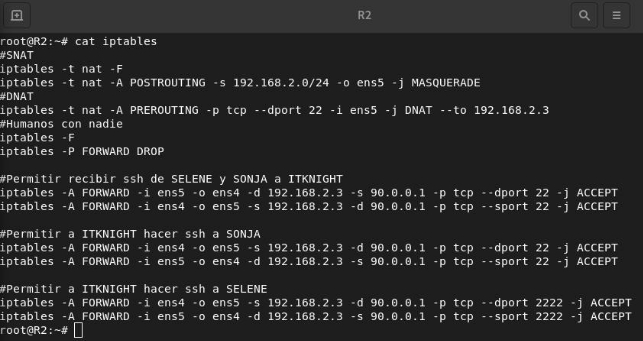 R2
root@R2:~# cat iptables
#SNAT
iptables -t nat -F
iptables -t nat -A POSTROUTING -s 192.168.2.0/24 -o ens5 -j MASQUERADE
#DNAT
iptables -t nat -A PREROUTING -p tcp --dport 22 -i ens5 -j DNAT --to 192.168.2.3
#Humanos con nadie
iptables -F
iptables -P FORWARD DROP
#Permitir recibir ssh de SELENE y SONJA a ITKNIGHT
iptables -A FORWARD -i ens5 -o ens4 -d 192.168.2.3 -s 90.0.0.1 -p tcp --dport 22 -j ACCEPT
iptables -A FORWARD -i ens4 -o ens5 -s 192.168.2.3 -d 90.0.0.1 -p tcp --sport 22 -j ACCEPT
#Permitir a ITKNIGHT hacer ssh a SONJA
iptables -A FORWARD -i ens4 -o ens5 -s 192.168.2.3 -d 90.0.0.1 -p tcp --dport 22 -j ACCEPT
iptables -A FORWARD -i ens5 -o ens4 -d 192.168.2.3 -s 90.0.0.1 -p tcp --sport 22 -j ACCEPT
#Permitir a ITKNIGHT hacer ssh a SELENE
iptables -A FORWARD -i ens4 -o ens5 -s 192.168.2.3 -d 90.0.0.1 -p tcp --dport 2222 -j ACCEPT
iptables -A FORWARD -i ens5 -o ens4 -d 192.168.2.3 -s 90.0.0.1 -p tcp --sport 2222 -j ACCEPT
root@R2:~#